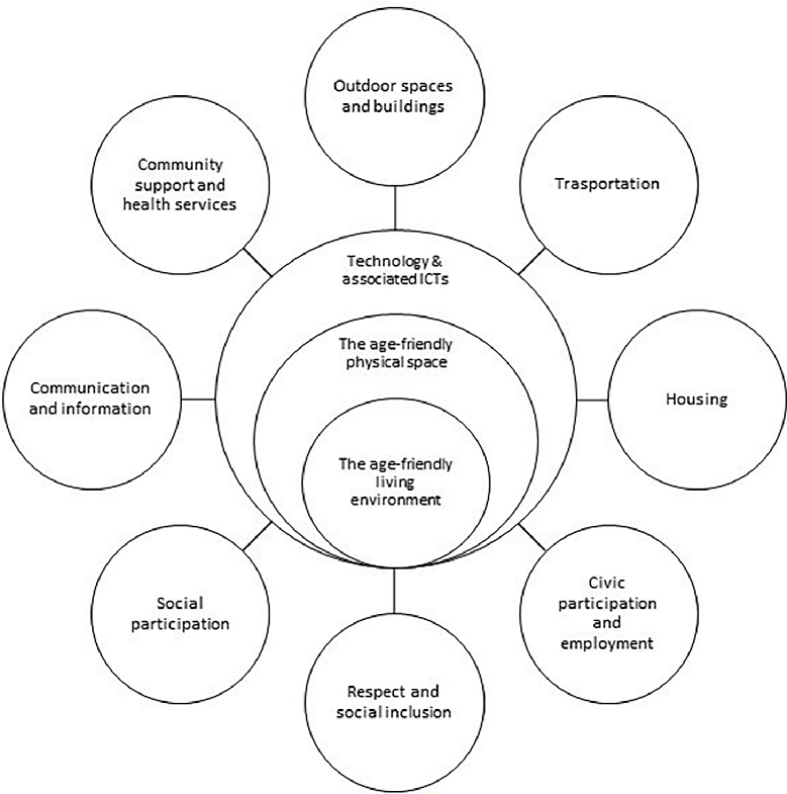 Outdoor spaces
and buildings
Community
support and
health services
Trasportation
Technology &
associated ICTs
The age-friendly
physical space
Communication
and information
Housing
The age-friendly
living
environment
Social
participation
Civic
participation
and
employment
Respect and
social inclusion